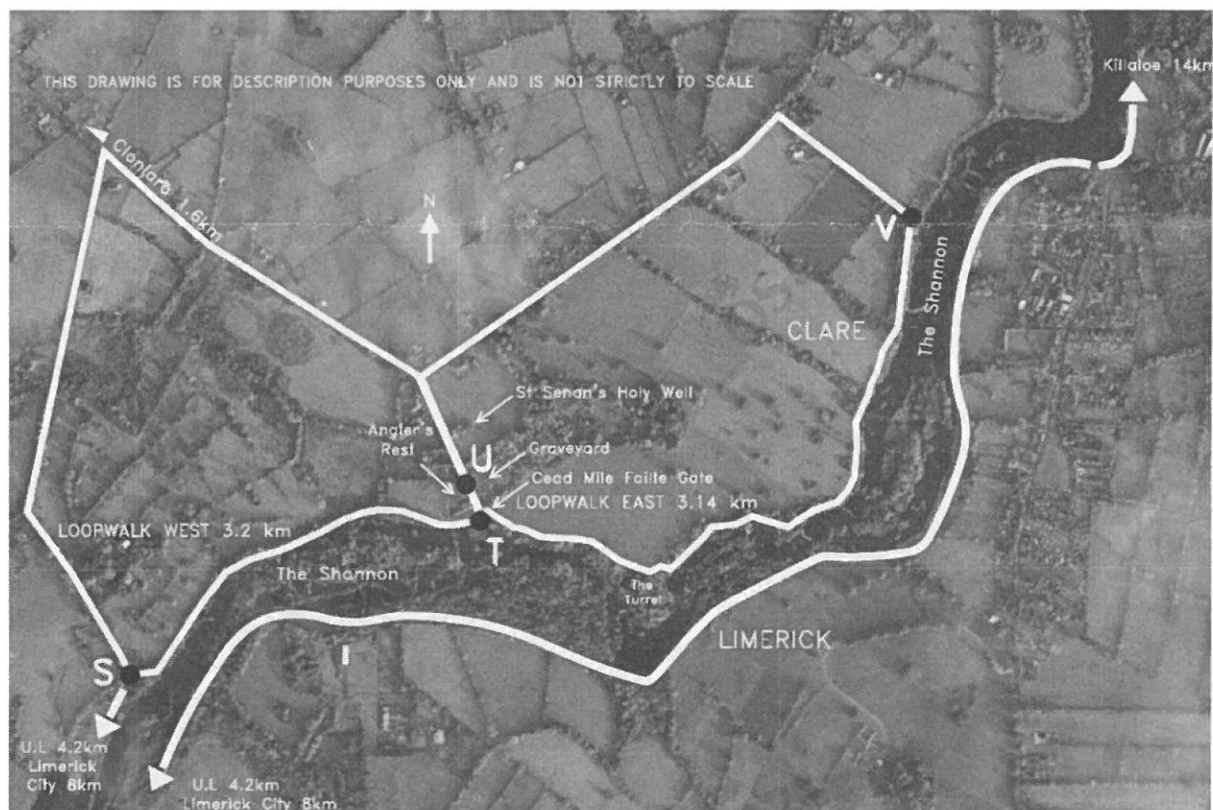 THIS DRAWING IS FOR DESCRIPTION PURPOSES ONLY AND IS NOT STRICTLY TO SCALE
Killaloe 14km
Clonlara 1.6km
N
V
The Shannon
CLARE
St Senan's Holy Well
Angler's
Rest
U
Graveyard
Cead Mile Failte Gate
LOOPWALK EAST 3.14 km
LOOPWALK WEST 3.2 km
T
The Shannon
The
Turret
LIMERICK
S
U.L 4.2km
Limerick
City 8km
U.L 4.2km
Limerick City 8km